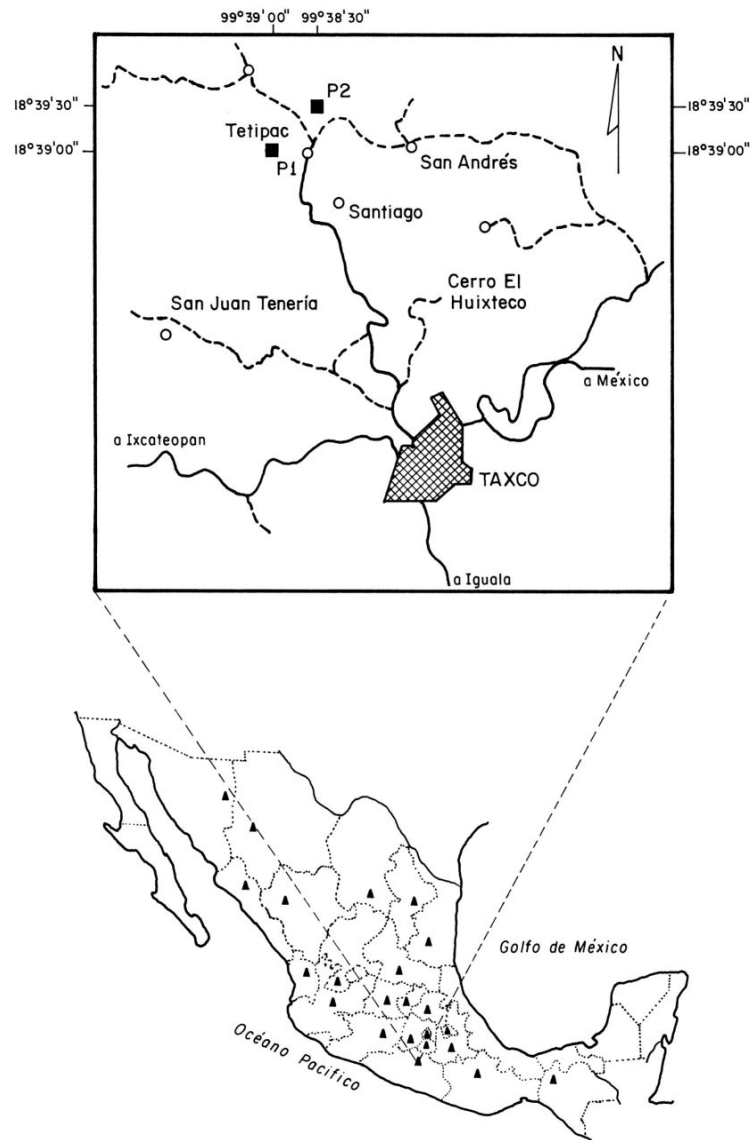 99°39'00" 99°38'30"
N
18°39'30"
P2
18°39'30"
Tetipac
18°39'00"
P1
San Andrés
18°39'00"
Santiago
San Juan Tenería
Cerro El
Huixteco
a México
a Ixcateopan
TAXCO
a Iguala
Golfo de México
Océano Pacifico